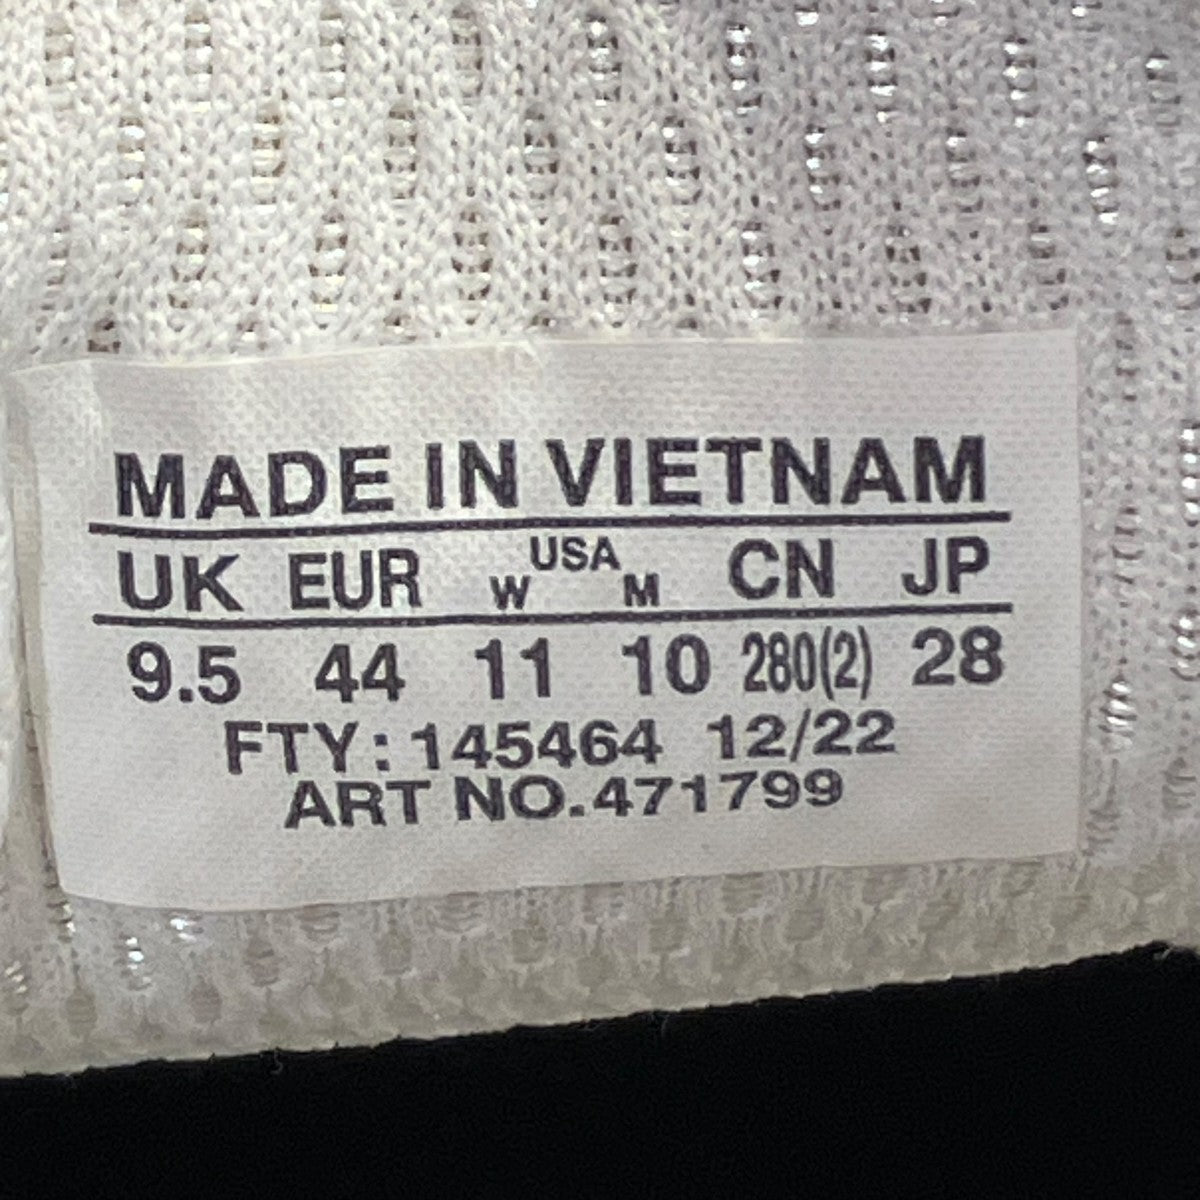 MADE IN VIETNAM
UK EUR W USA M CN JP
9.5 44 11 10 280(2) 28
FTY: 145464 12/22
ART NO.471799